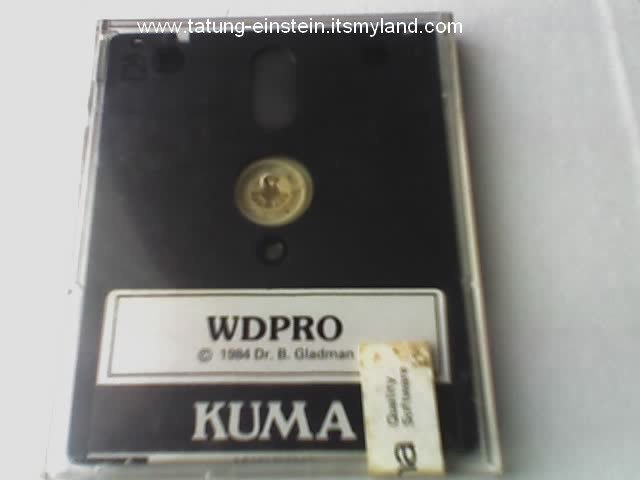 www.tatung-einstein.itsmyland.com
WDPRO
© 1984 Dr. B. Gladman
KUMA
Quality
Software